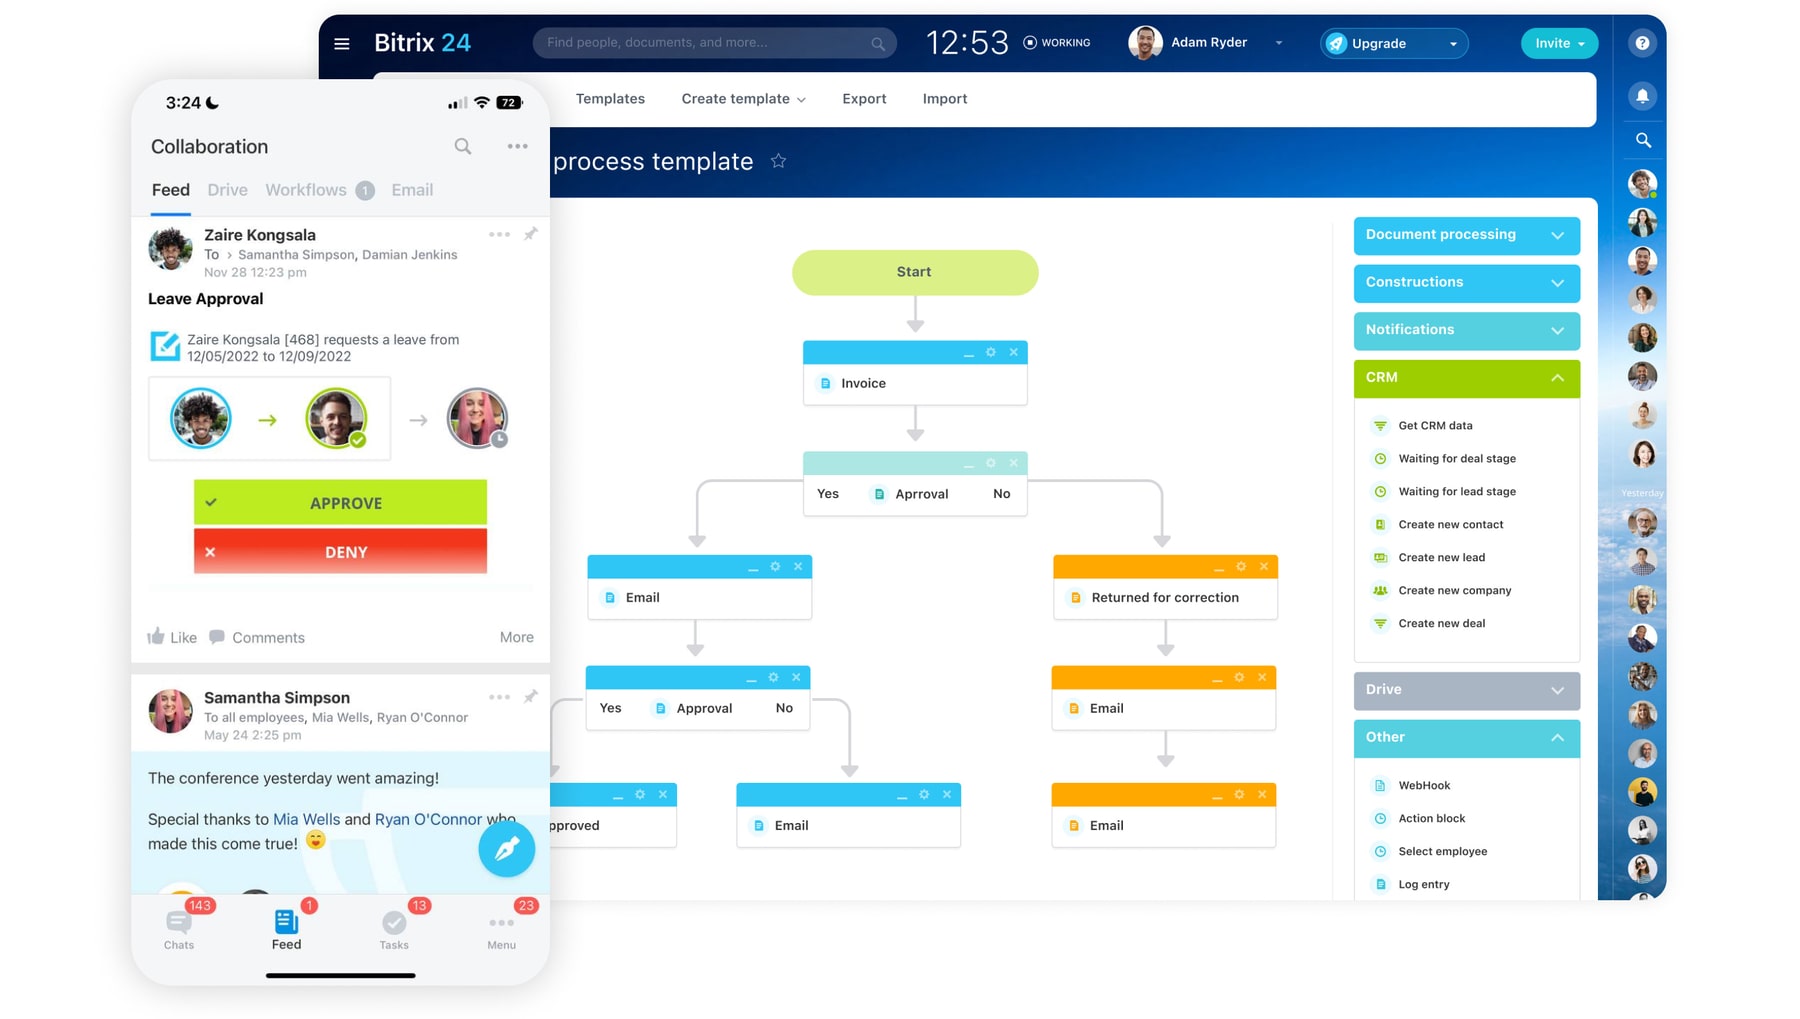 Bitrix 24
Find people, documents, and more...
12:53
WORKING
Adam Ryder
Upgrade
Invite
?
Templates
Create template
Export
Import
process template
3:24
72
Collaboration
Feed
Drive
Workflows 1
Email
Zaire Kongsala
To › Samantha Simpson, Damian Jenkins
Nov 28 12:23 pm
Leave Approval
Zaire Kongsala [468] requests a leave from
12/05/2022 to 12/09/2022
APPROVE
DENY
Like
Comments
More
Samantha Simpson
To all employees, Mia Wells, Ryan O'Connor
May 24 2:25 pm
The conference yesterday went amazing!
Special thanks to Mia Wells and Ryan O'Connor who
made this come true!
143
1
13
23
Chats
Feed
Tasks
Menu
Start
Invoice
Yes
Aprroval
No
Email
Returned for correction
Yes
Approval
No
Email
pproved
Email
Email
Document processing
Constructions
Notifications
CRM
Get CRM data
Waiting for deal stage
Waiting for lead stage
Create new contact
Create new lead
Create new company
Create new deal
Drive
Other
WebHook
Action block
Select employee
Log entry
Yesterday